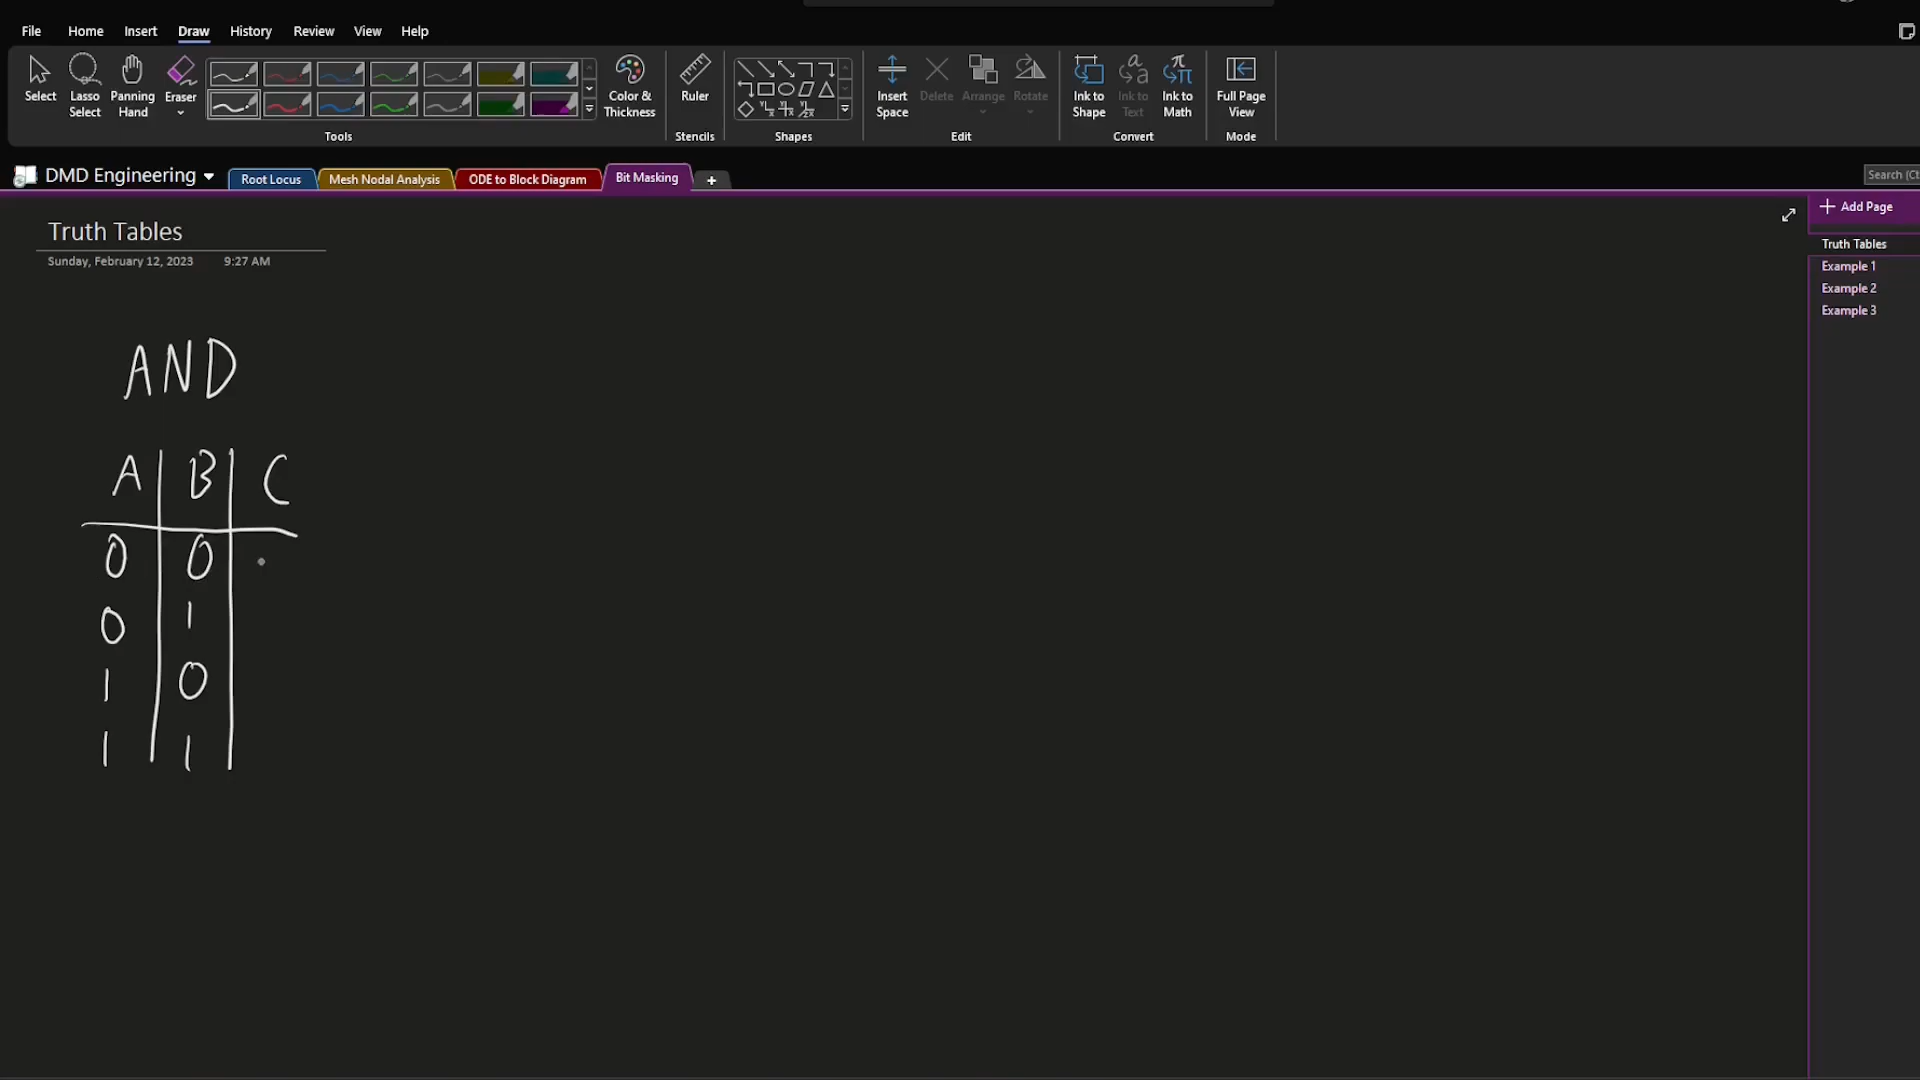 File Home Insert Draw History Review View Help
Select
Lasso Select
Panning Hand
Eraser
Color & Thickness
Ruler
Insert Space
Delete
Arrange
Rotate
Ink to Shape
Ink to Text
Ink to Math
Full Page View
Tools Stencils Shapes Edit Convert Mode
DMD Engineering Root Locus Mesh Nodal Analysis ODE to Block Diagram Bit Masking + Search (Ct
Truth Tables
Sunday, February 12, 2023 9:27 AM
+ Add Page
Truth Tables
Example 1
Example 2
Example 3
AND
A B C
0 0
0 1
1 0
1 1